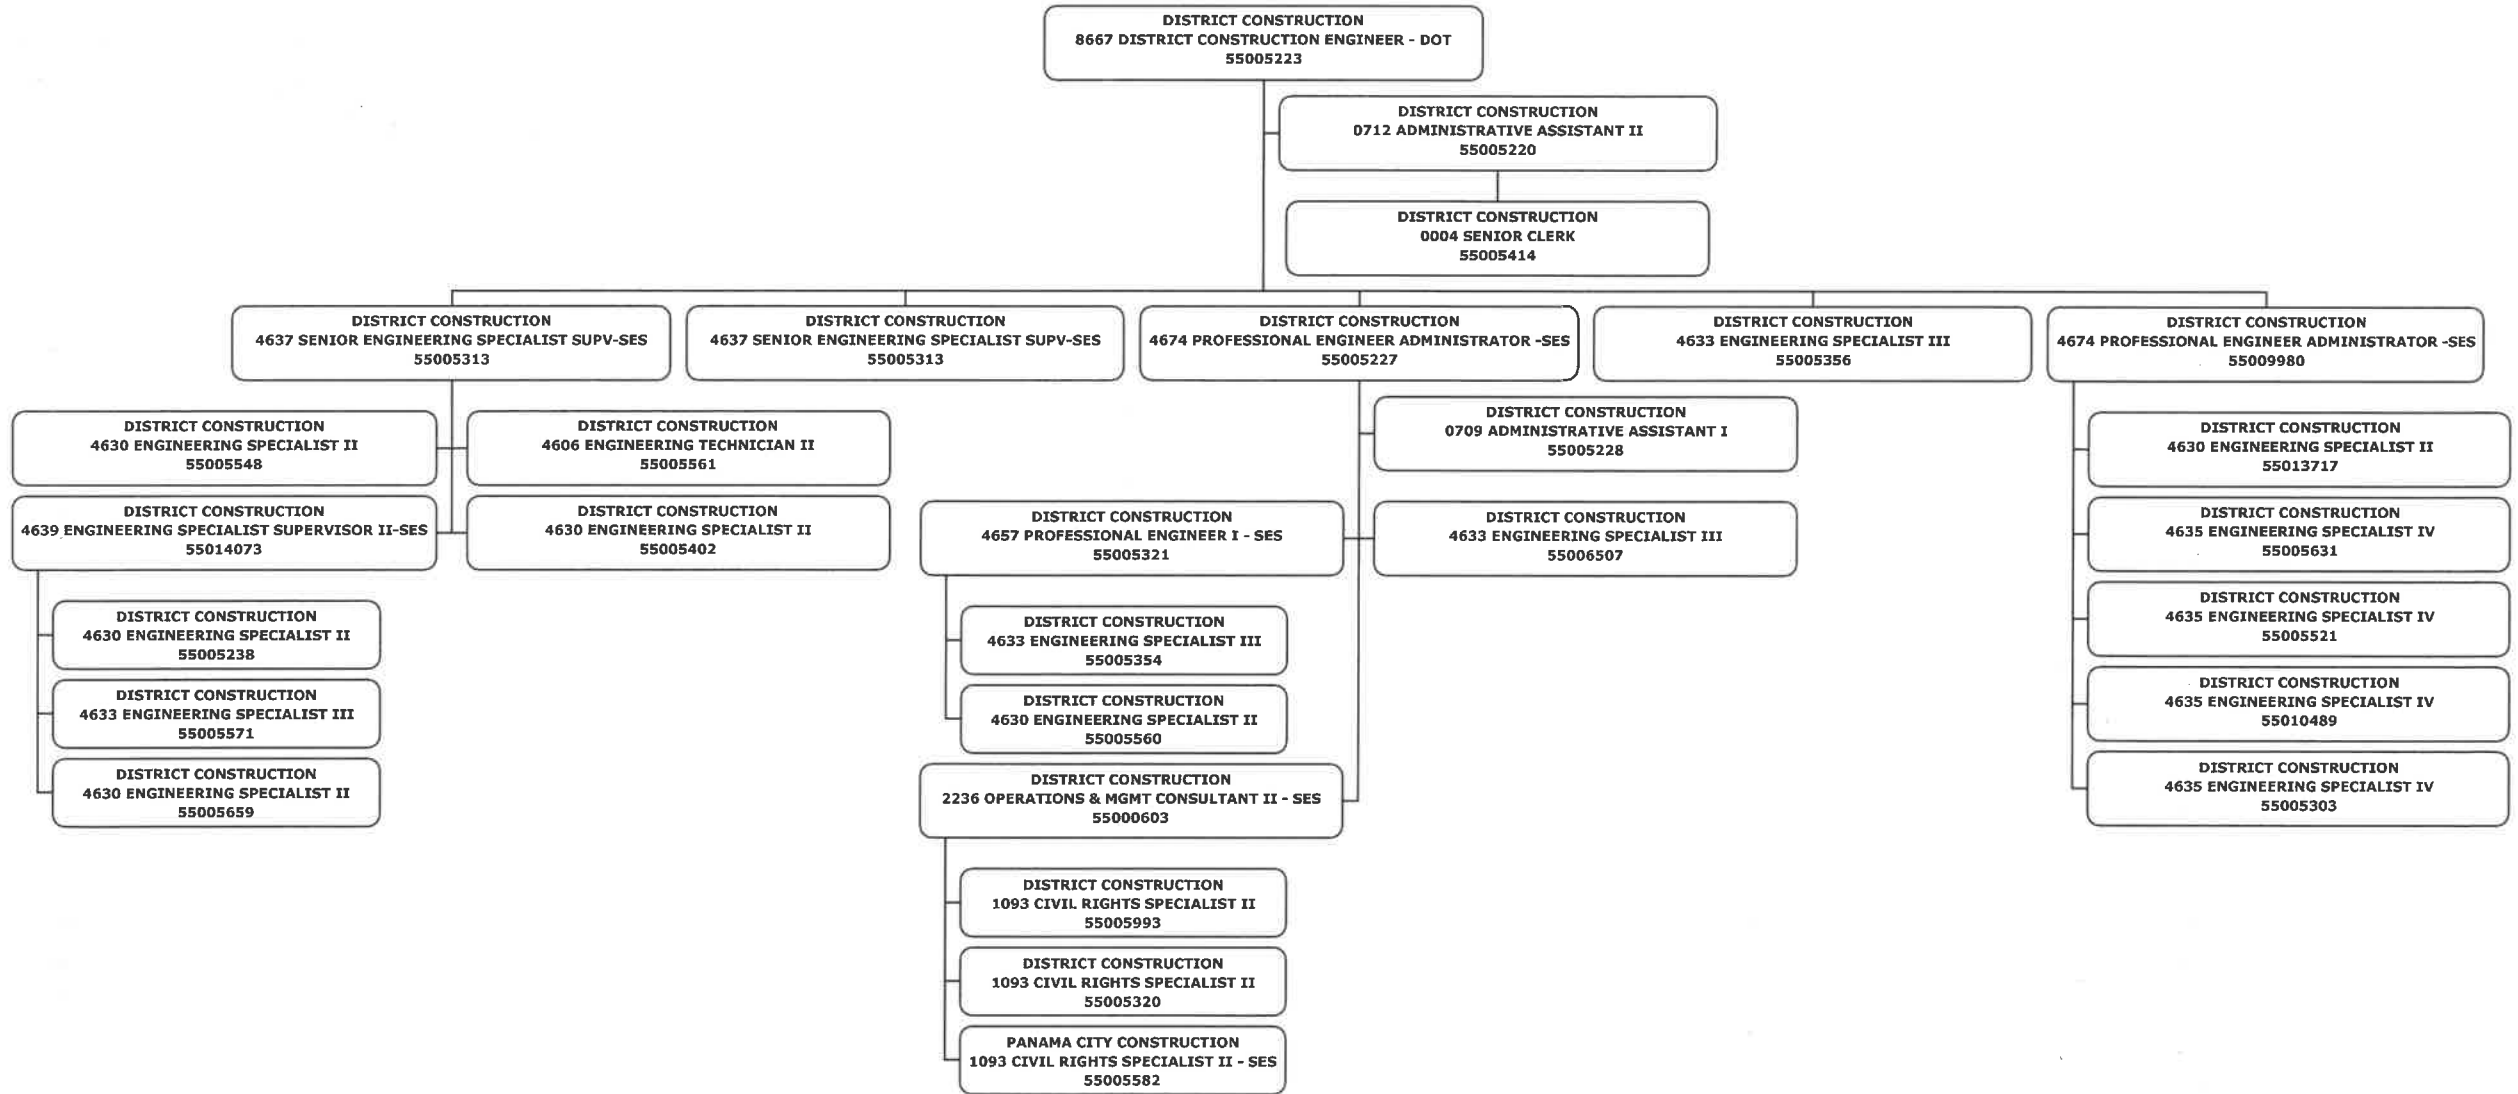 DISTRICT CONSTRUCTION
8667 DISTRICT CONSTRUCTION ENGINEER - DOT
55005223
DISTRICT CONSTRUCTION
0712 ADMINISTRATIVE ASSISTANT II
55005220
DISTRICT CONSTRUCTION
0004 SENIOR CLERK
55005414
DISTRICT CONSTRUCTION
4637 SENIOR ENGINEERING SPECIALIST SUPV-SES
55005313
DISTRICT CONSTRUCTION
4637 SENIOR ENGINEERING SPECIALIST SUPV-SES
55005313
DISTRICT CONSTRUCTION
4674 PROFESSIONAL ENGINEER ADMINISTRATOR -SES
55005227
DISTRICT CONSTRUCTION
4633 ENGINEERING SPECIALIST III
55005356
DISTRICT CONSTRUCTION
4674 PROFESSIONAL ENGINEER ADMINISTRATOR -SES
55009980
DISTRICT CONSTRUCTION
4630 ENGINEERING SPECIALIST II
55005548
DISTRICT CONSTRUCTION
4606 ENGINEERING TECHNICIAN II
55005561
DISTRICT CONSTRUCTION
4639 ENGINEERING SPECIALIST SUPERVISOR II-SES
55014073
DISTRICT CONSTRUCTION
4630 ENGINEERING SPECIALIST II
55005402
DISTRICT CONSTRUCTION
4630 ENGINEERING SPECIALIST II
55005238
DISTRICT CONSTRUCTION
4633 ENGINEERING SPECIALIST III
55005571
DISTRICT CONSTRUCTION
4630 ENGINEERING SPECIALIST II
55005659
DISTRICT CONSTRUCTION
0709 ADMINISTRATIVE ASSISTANT I
55005228
DISTRICT CONSTRUCTION
4657 PROFESSIONAL ENGINEER I - SES
55005321
DISTRICT CONSTRUCTION
4633 ENGINEERING SPECIALIST III
55006507
DISTRICT CONSTRUCTION
4633 ENGINEERING SPECIALIST III
55005354
DISTRICT CONSTRUCTION
4630 ENGINEERING SPECIALIST II
55005560
DISTRICT CONSTRUCTION
2236 OPERATIONS & MGMT CONSULTANT II - SES
55000603
DISTRICT CONSTRUCTION
1093 CIVIL RIGHTS SPECIALIST II
55005993
DISTRICT CONSTRUCTION
1093 CIVIL RIGHTS SPECIALIST II
55005320
PANAMA CITY CONSTRUCTION
1093 CIVIL RIGHTS SPECIALIST II - SES
55005582
DISTRICT CONSTRUCTION
4630 ENGINEERING SPECIALIST II
55013717
DISTRICT CONSTRUCTION
4635 ENGINEERING SPECIALIST IV
55005631
DISTRICT CONSTRUCTION
4635 ENGINEERING SPECIALIST IV
55005521
DISTRICT CONSTRUCTION
4635 ENGINEERING SPECIALIST IV
55010489
DISTRICT CONSTRUCTION
4635 ENGINEERING SPECIALIST IV
55005303